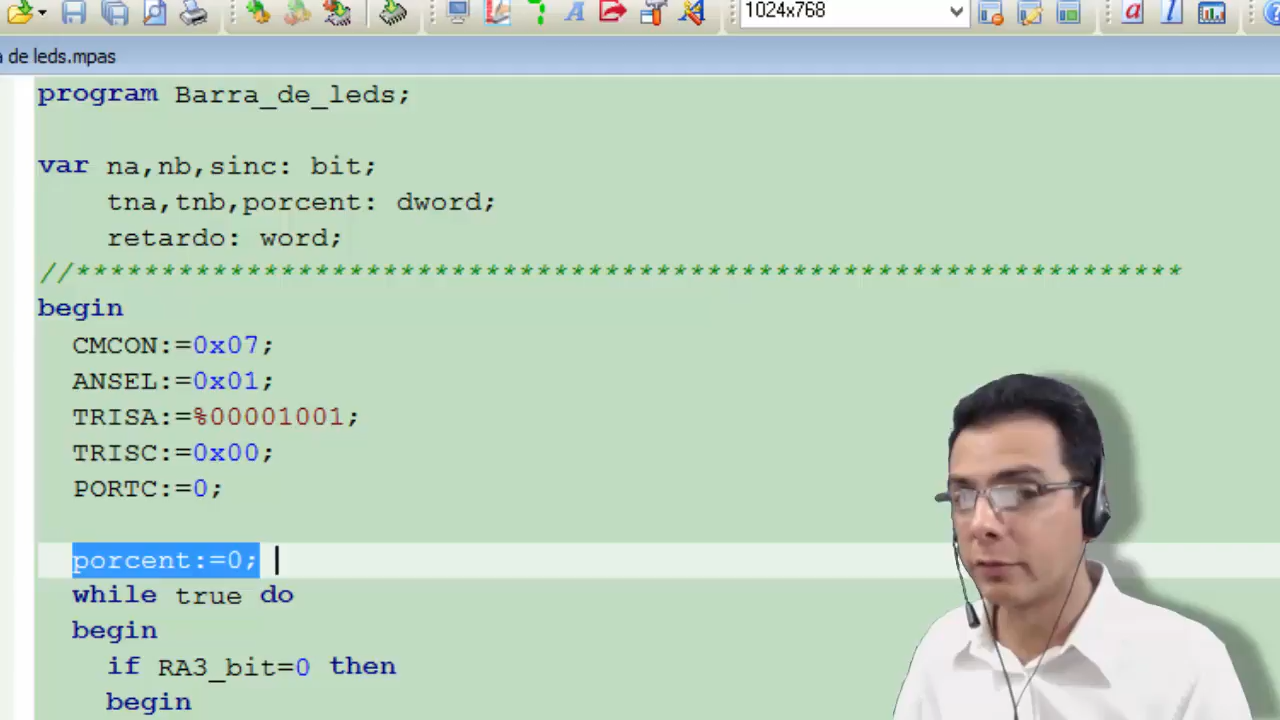 1024x768
a de leds.mpas
program Barra_de_leds;
var na,nb,sinc: bit;
tna,tnb,porcent: dword;
retardo: word;
//*****************************************************************
begin
CMCON:=0x07;
ANSEL:=0x01;
TRISA:=%00001001;
TRISC:=0x00;
PORTC:=0;
porcent:=0;
while true do
begin
if RA3_bit=0 then
begin